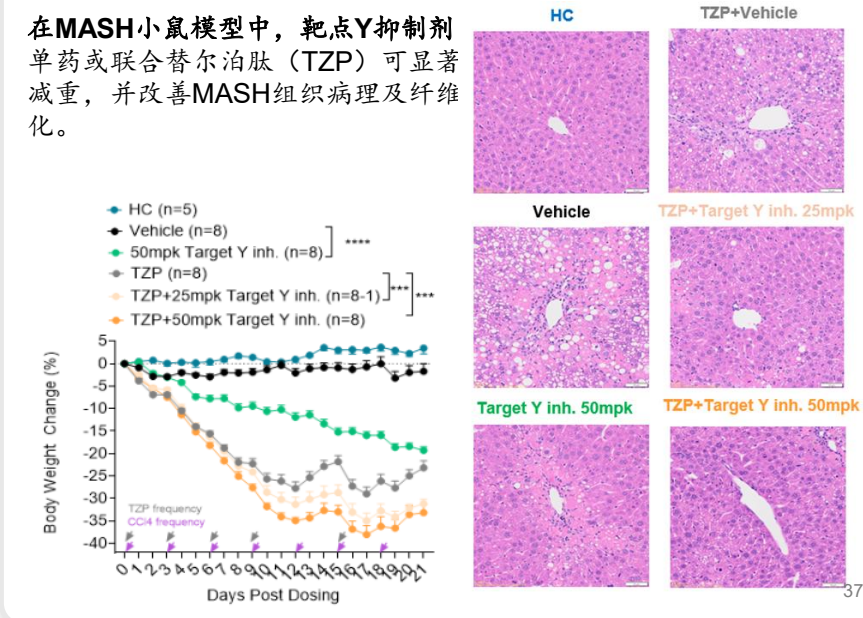 在MASH小鼠模型中，靶点Y抑制剂
单药或联合替尔泊肽（TZP）可显著
减重，并改善MASH组织病理及纤维
化。
HC
TZP+Vehicle
Vehicle
TZP+Target Y inh. 25mpk
Target Y inh. 50mpk
TZP+Target Y inh. 50mpk
HC (n=5)
Vehicle (n=8)
50mpk Target Y inh. (n=8)
****
TZP (n=8)
TZP+25mpk Target Y inh. (n=8-1)
***
***
TZP+50mpk Target Y inh. (n=8)
Body Weight Change (%)
5
0
-5
-10
-15
-20
-25
-30
-35
-40
TZP frequency
CCl4 frequency
0 1 2 3 4 5 6 7 8 9 10 11 12 13 14 15 16 17 18 19 20 21
Days Post Dosing
37